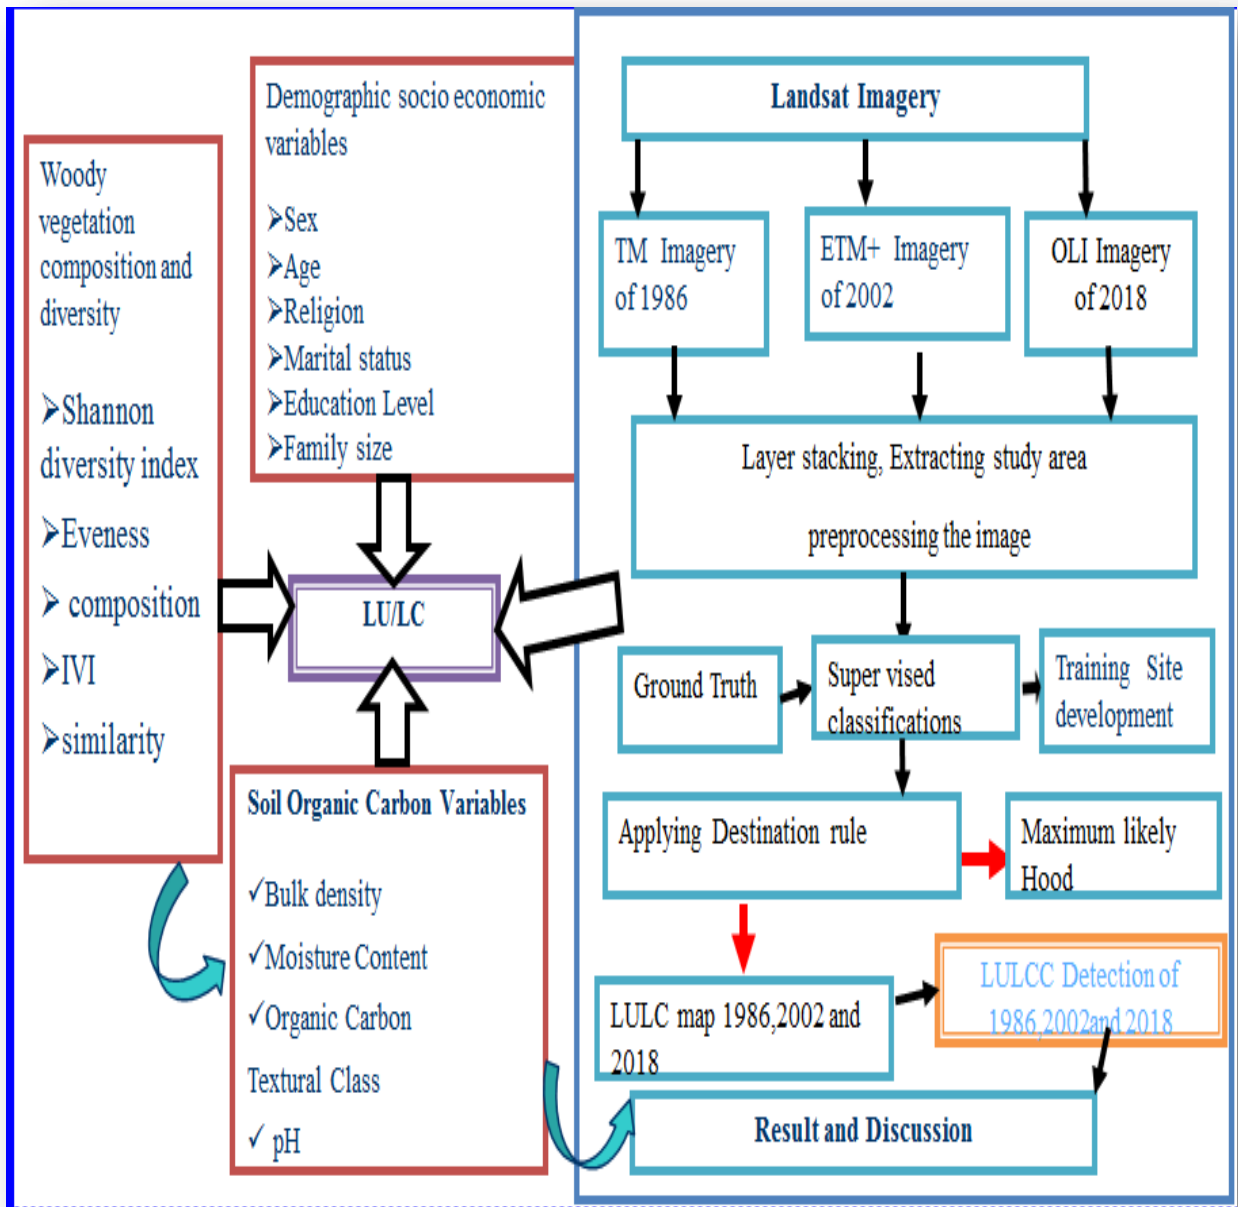 Woody
vegetation
composition and
diversity
➢Shannon
diversity index
➢Eveness
➢ composition
➢IVI
➢similarity
Demographic socio economic
variables
➢Sex
➢Age
➢Religion
➢Marital status
➢Education Level
➢Family size
LU/LC
Soil Organic Carbon Variables
✓Bulk density
✓Moisture Content
✓Organic Carbon
Textural Class
✓ pH
Landsat Imagery
TM Imagery
of 1986
ETM+ Imagery
of 2002
OLI Imagery
of 2018
Layer stacking, Extracting study area
preprocessing the image
Ground Truth
Super vised
classifications
Training Site
development
Applying Destination rule
Maximum likely
Hood
LULC map 1986,2002 and
2018
LULCC Detection of
1986,2002and 2018
Result and Discussion